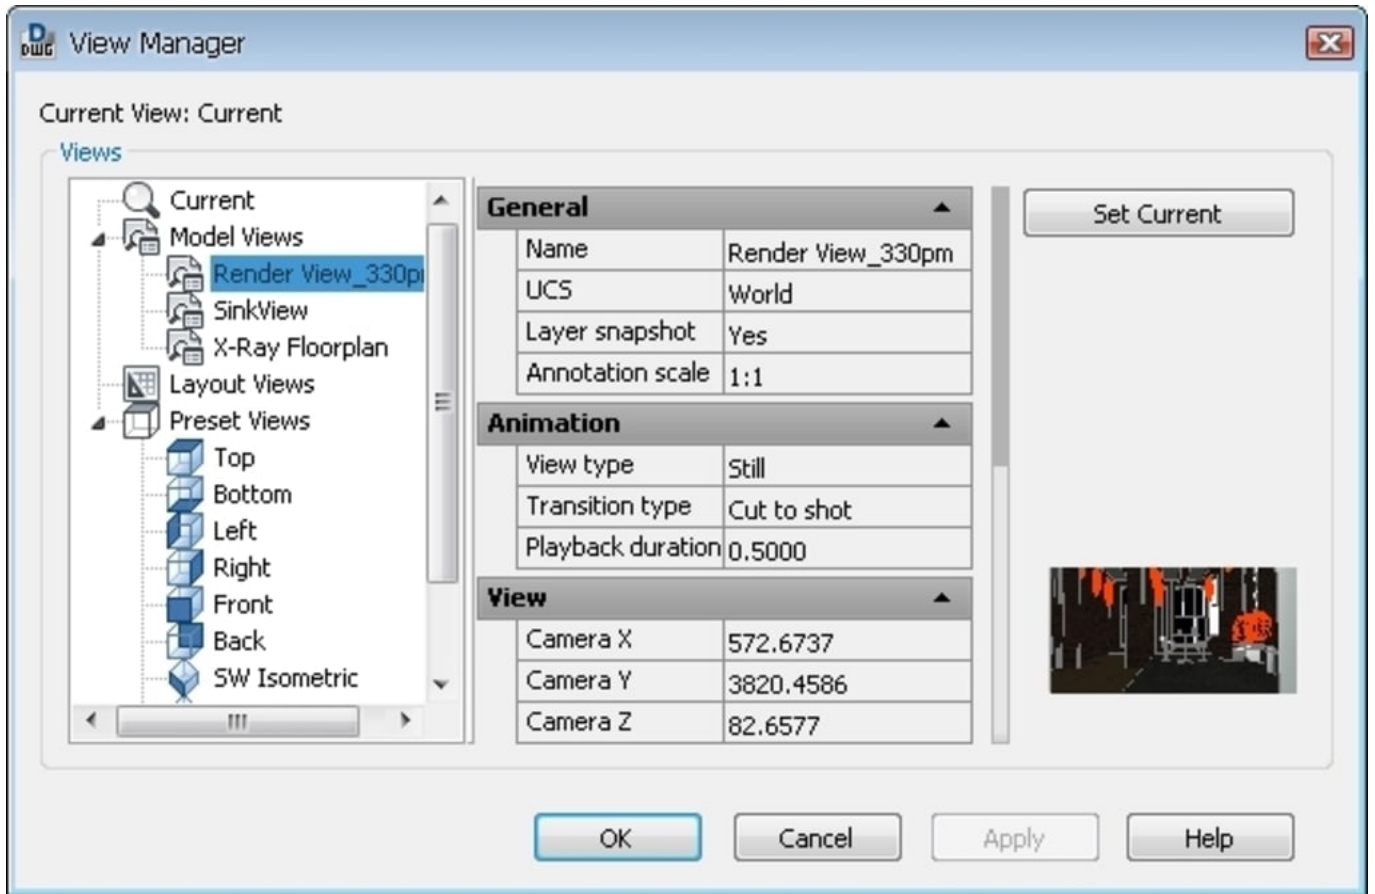 D
DWG
View Manager
Current View: Current
Views
Current
Model Views
Render View_330p
SinkView
X-Ray Floorplan
Layout Views
Preset Views
Top
Bottom
Left
Right
Front
Back
SW Isometric
General
Name Render View_330pm
UCS World
Layer snapshot Yes
Annotation scale 1:1
Animation
View type Still
Transition type Cut to shot
Playback duration 0.5000
View
Camera X 572.6737
Camera Y 3820.4586
Camera Z 82.6577
Set Current
OK Cancel Apply Help